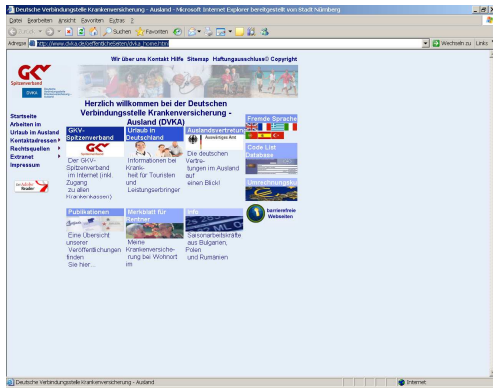 Deutsche Verbindungsstelle Krankenversicherung - Ausland - Microsoft Internet Explorer bereitgestellt von Stadt Nürnberg
Datei Bearbeiten Ansicht Favoriten Extras ?
Zurück Suchen Favoriten
Adresse http://www.dvka.de/oeffentlicheSeiten/dvka_home.html Wechseln zu Links
GKV
Spitzenverband
DVKA
Wir über uns Kontakt Hilfe Sitemap Haftungsausschluss© Copyright
Herzlich willkommen bei der Deutschen
Verbindungsstelle Krankenversicherung -
Ausland (DVKA)
Startseite
Arbeiten im
Urlaub im Ausland
Kontaktadressen
Rechtsquellen
Extranet
Impressum
Adobe
Reader
GKV-
Spitzenverband
GKV
Der GKV-
Spitzenverband
im Internet (inkl.
Zugang
zu allen
Krankenkassen)
Urlaub in
Deutschland
Informationen bei
Krank-
heit für Touristen
und
Leistungserbringer
Auslandsvertretung
Auswärtiges Amt
Die deutschen
Vertre-
tungen im Ausland
auf
einen Blick!
Fremde Sprache
Code List
Database
Umrechnungsk
barrierefreie
Webseiten
Publikationen
Eine Übersicht
unserer
Veröffentlichungen
finden
Sie hier...
Merkblatt für
Rentner
Meine
Krankenversiche-
rung bei Wohnort
im
Info
Saisonarbeitskräfte
aus Bulgarien,
Polen
und Rumänien
Deutsche Verbindungsstelle Krankenversicherung - Ausland
Internet